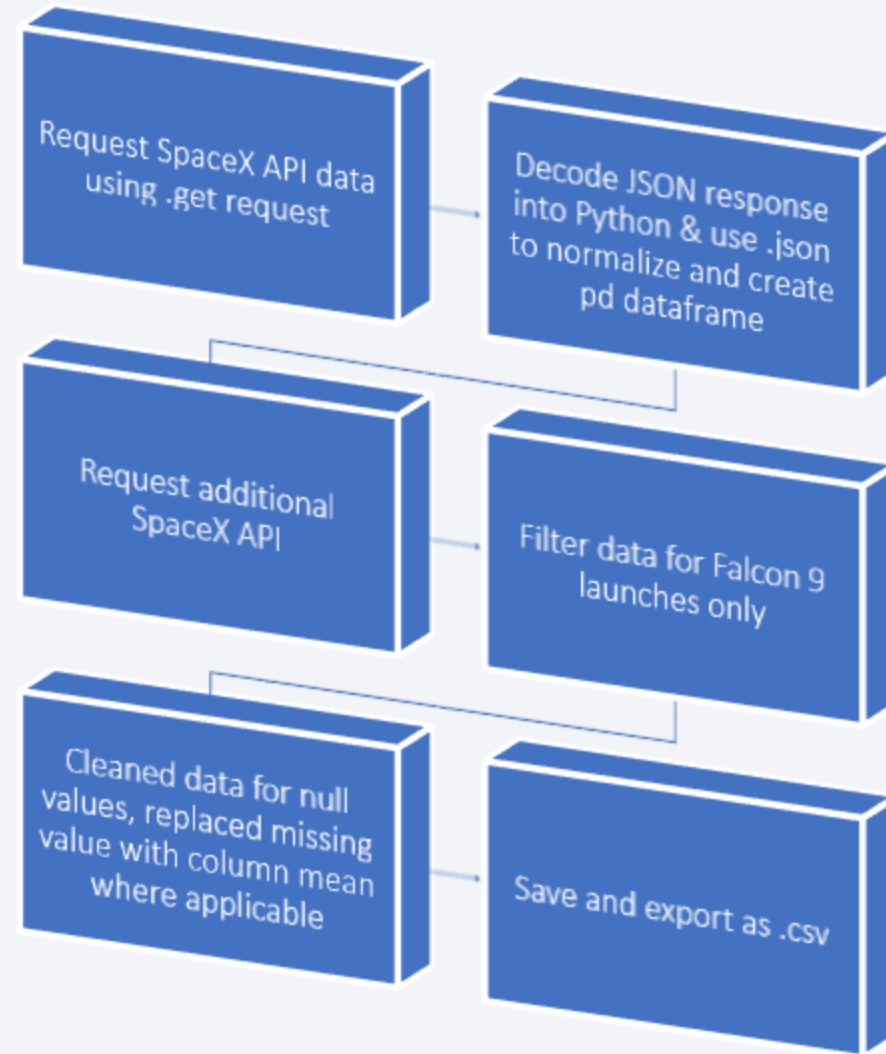 Request SpaceX API data
using .get request
Decode JSON response
into Python & use .json
to normalize and create
pd dataframe
Request additional
SpaceX API
Filter data for Falcon 9
launches only
Cleaned data for null
values, replaced missing
value with column mean
where applicable
Save and export as .csv